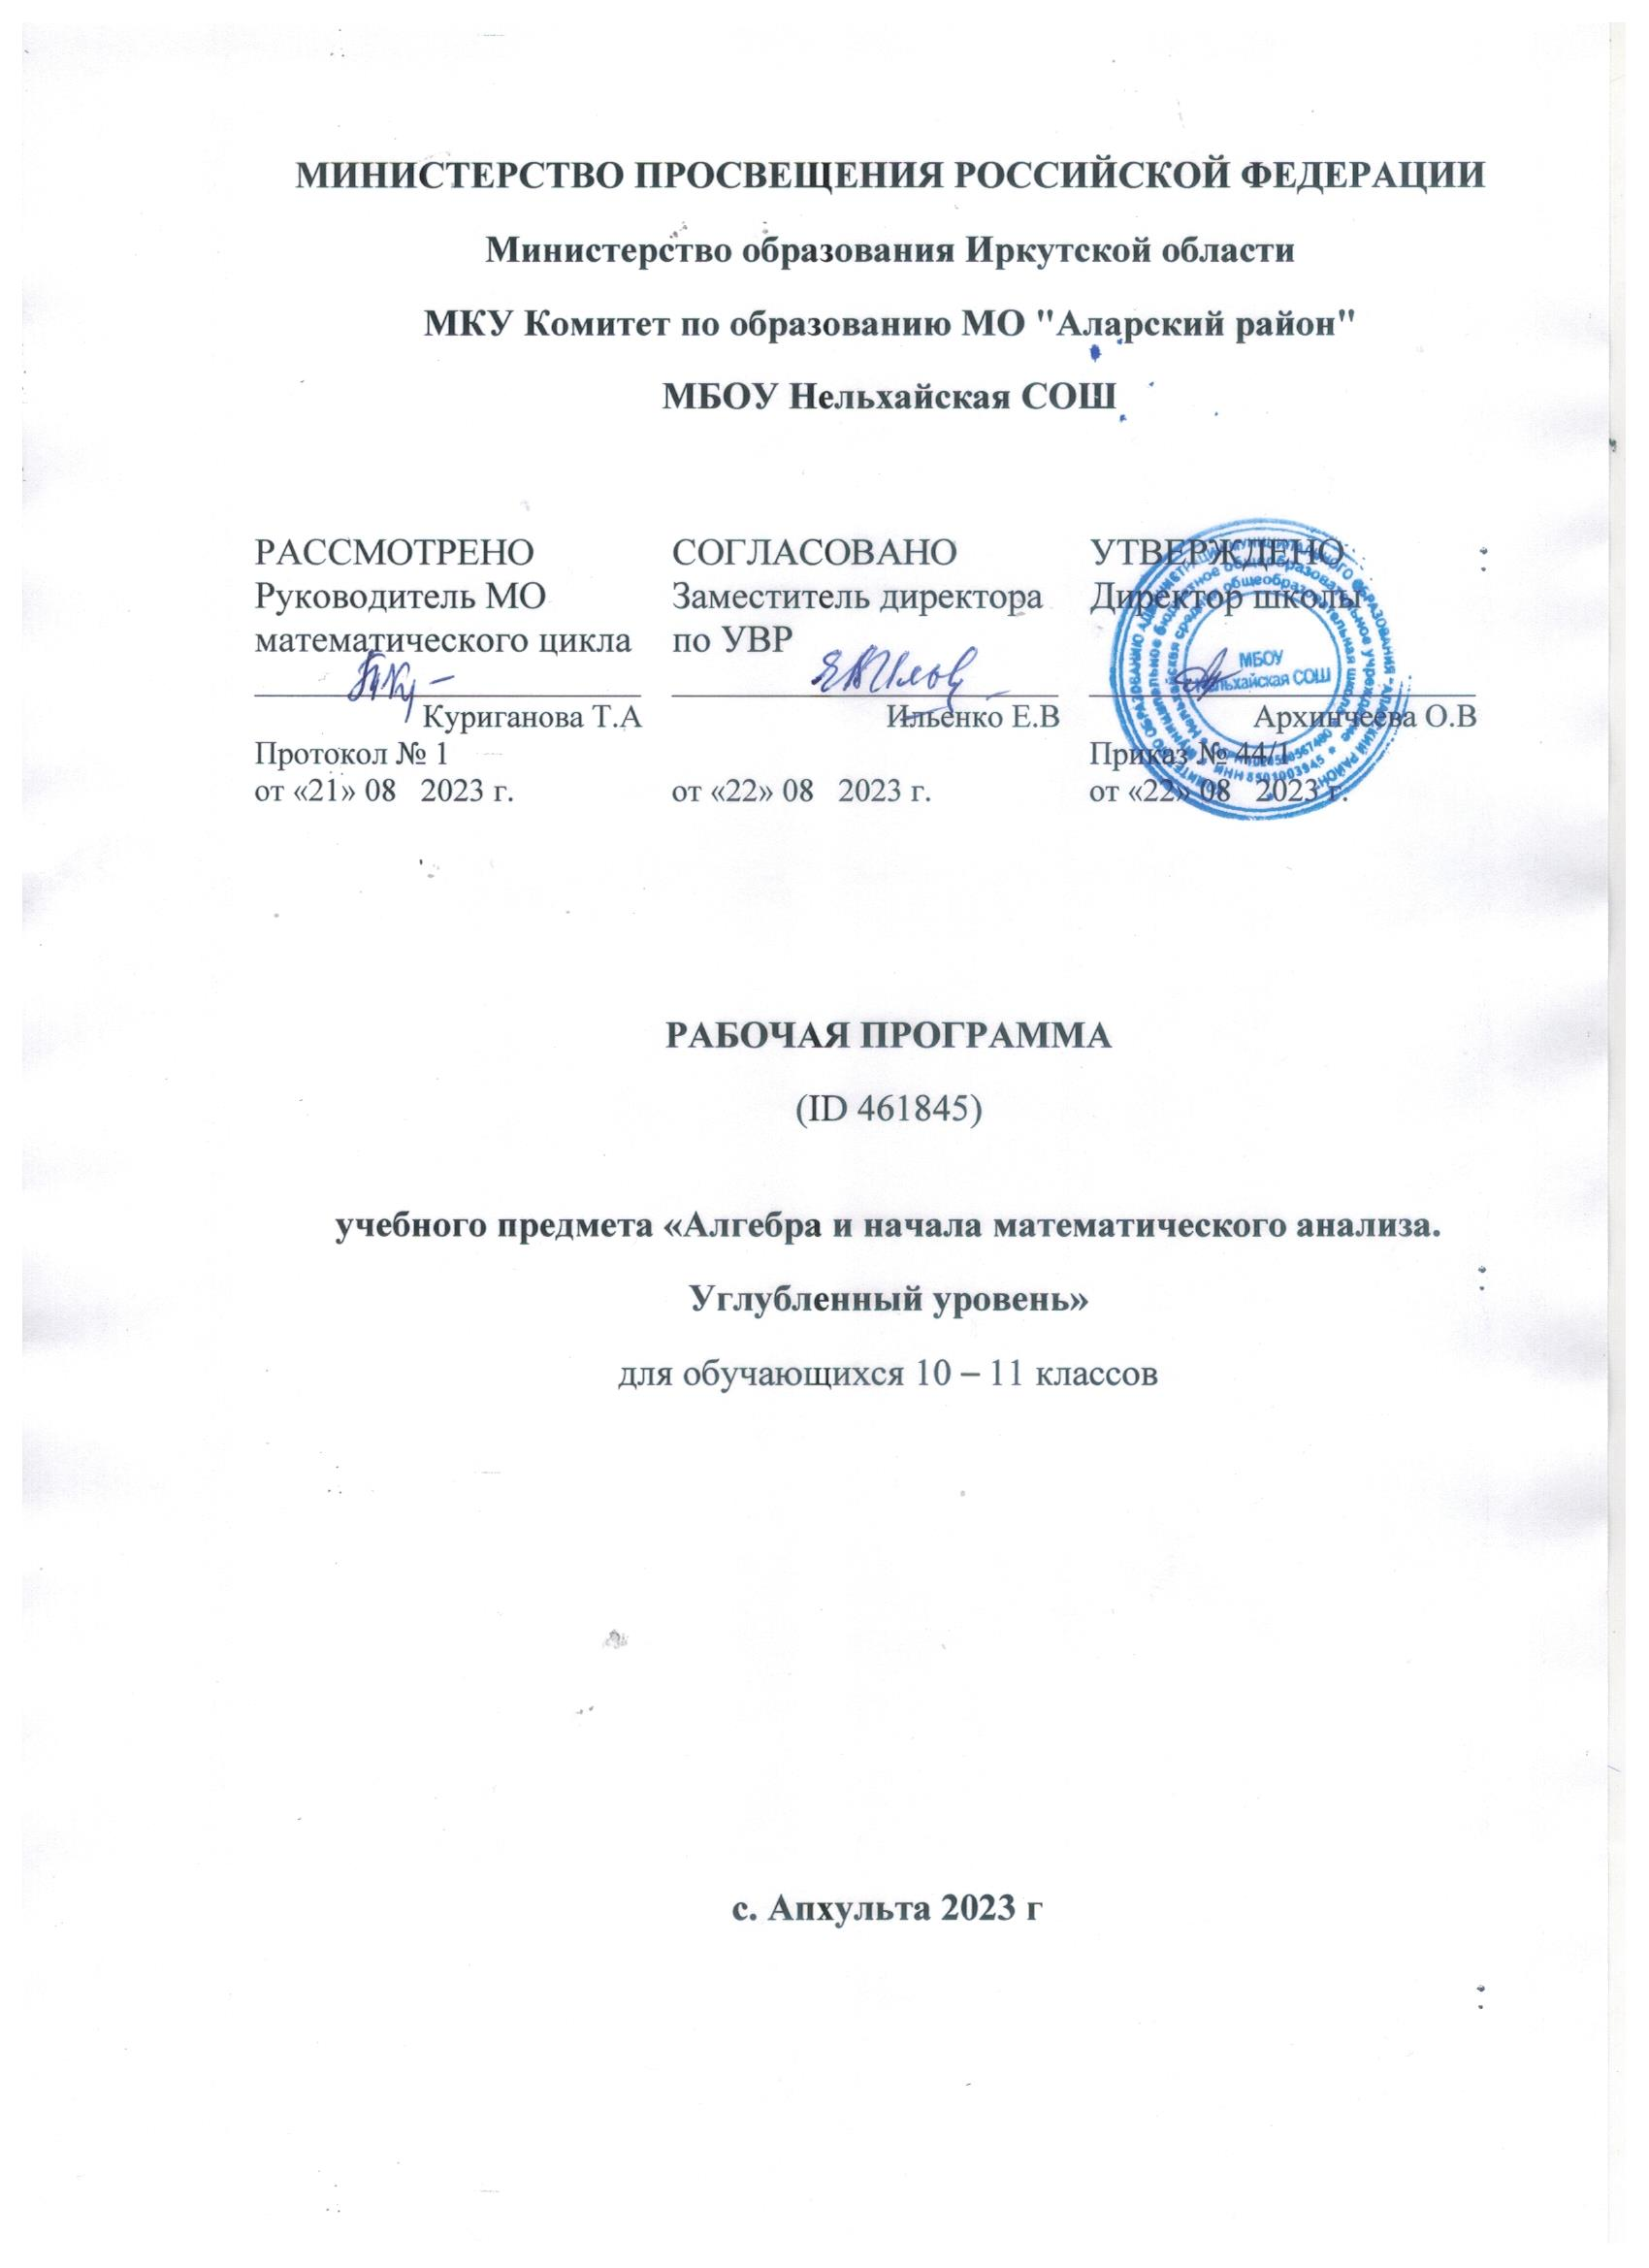 МИНИСТЕРСТВО ПРОСВЕЩЕНИЯ РОССИЙСКОЙ ФЕДЕРАЦИИ
Министерство образования Иркутской области
МКУ Комитет по образованию МО "Аларский район"
МБОУ Нельхайская СОШ
РАССМОТРЕНО
Руководитель МО
математического цикла
Куриганова Т.А
Протокол № 1
от «21» 08 2023 г.
СОГЛАСОВАНО
Заместитель директора
по УВР
Ильенко Е.В
от «22» 08 2023 г.
УТВЕРЖДЕНО
Директор школы
МБОУ
Нельхайская СОШ
Архинчеева О.В
Приказ № 44/1
от «22» 08 2023 г.
РАБОЧАЯ ПРОГРАММА
(ID 461845)
учебного предмета «Алгебра и начала математического анализа.
Углубленный уровень»
для обучающихся 10 – 11 классов
с. Апхульта 2023 г